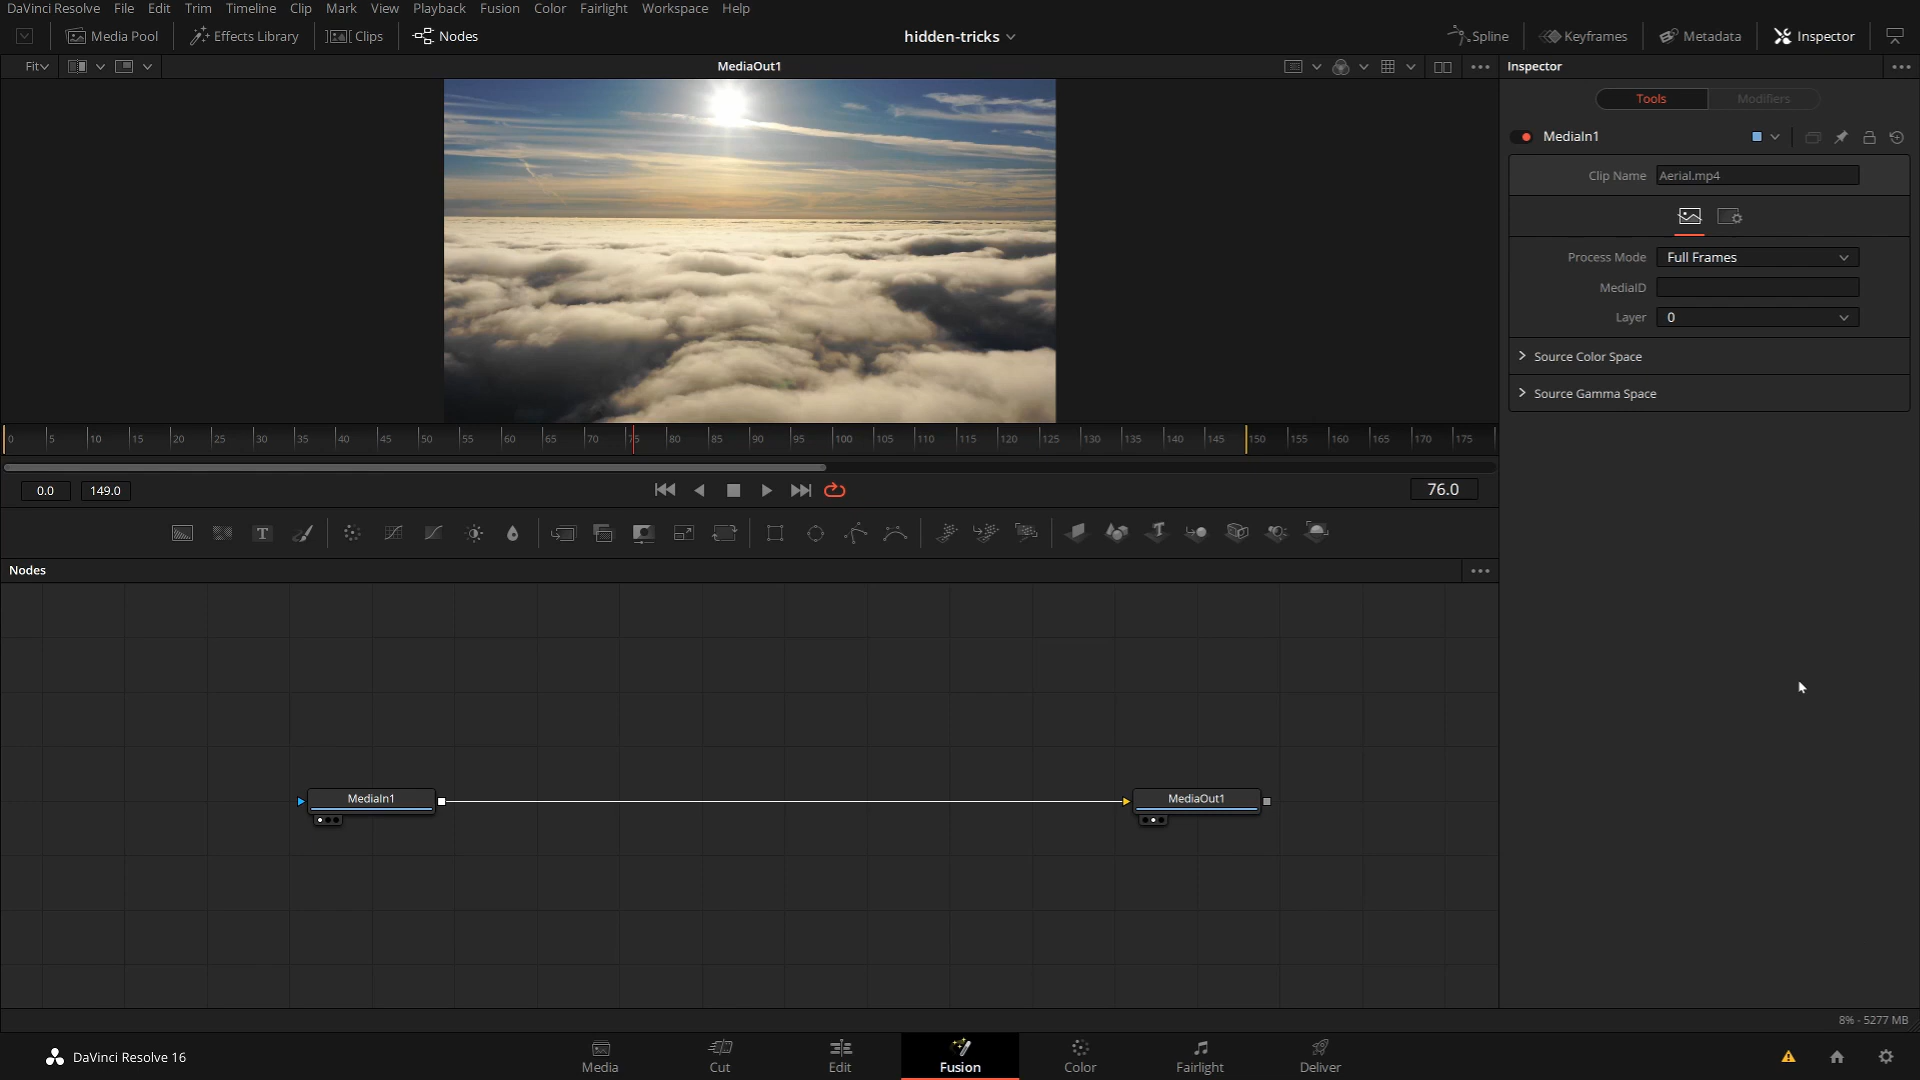 DaVinci Resolve File Edit Trim Timeline Clip Mark View Playback Fusion Color Fairlight Workspace Help
Media Pool Effects Library Clips Nodes hidden-tricks Spline Keyframes Metadata Inspector
Fit MediaOut1 Inspector
Tools Modifiers
MediaIn1
Clip Name Aerial.mp4
Process Mode Full Frames
MediaID
Layer 0
Source Color Space
Source Gamma Space
0 5 10 15 20 25 30 35 40 45 50 55 60 65 70 75 80 85 90 95 100 105 110 115 120 125 130 135 140 145 150 155 160 165 170 175
0.0 149.0 76.0
T
Nodes
MediaIn1 MediaOut1
8% - 5277 MB
DaVinci Resolve 16 Media Cut Edit Fusion Color Fairlight Deliver